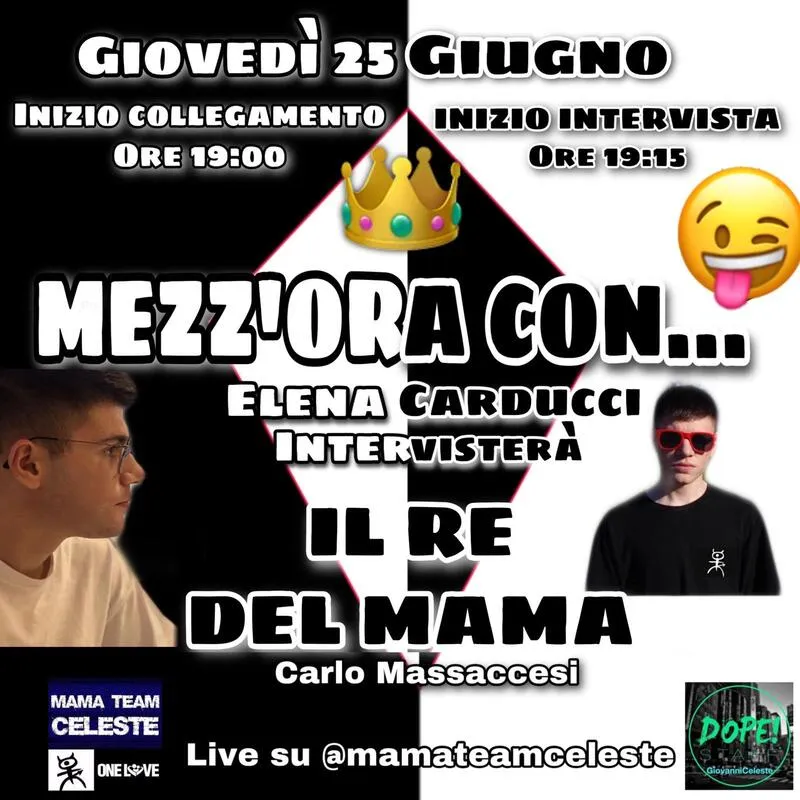 GIOVEDÌ 25 GIUGNO
INIZIO COLLEGAMENTO
ORE 19:00
INIZIO INTERVISTA
ORE 19:15
MEZZ'ORA CON...
ELENA CARDUCCI
INTERVISTERÀ
IL RE
DEL MAMA
Carlo Massaccesi
MAMA TEAM
CELESTE
ONE LOVE
Live su @mamateamceleste
DOPE!
GiovanniCeleste